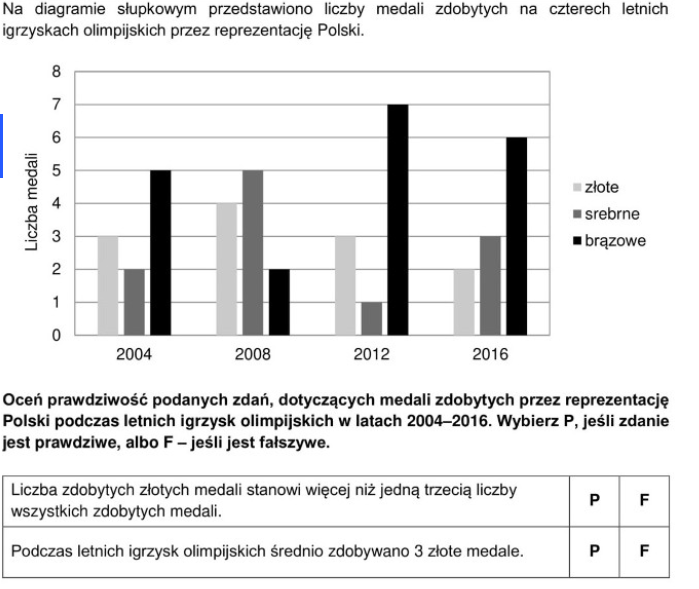 Na diagramie słupkowym przedstawiono liczby medali zdobytych na czterech letnich
igrzyskach olimpijskich przez reprezentację Polski.
8
7
6
5
4
3
2
1
0
Liczba medali
2004 2008 2012 2016
złote
srebrne
brązowe
Oceń prawdziwość podanych zdań, dotyczących medali zdobytych przez reprezentację
Polski podczas letnich igrzysk olimpijskich w latach 2004–2016. Wybierz P, jeśli zdanie
jest prawdziwe, albo F – jeśli jest fałszywe.
Liczba zdobytych złotych medali stanowi więcej niż jedną trzecią liczby
wszystkich zdobytych medali.
P F
Podczas letnich igrzysk olimpijskich średnio zdobywano 3 złote medale.
P F